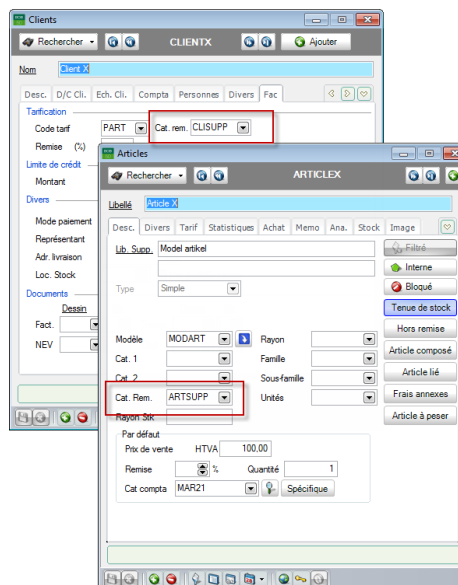 Clients
Rechercher
CLIENTX
Ajouter
Nom
Client X
Desc. D/C Cli. Ech. Cli. Compta Personnes Divers Fac
Tarification
Code tarif PART Cat. rem. CLISUPP
Remise (%)
Limite de crédit
Montant
Divers
Mode paiement
Représentant
Adr. livraison
Loc. Stock
Documents
Dessin
Fact.
NEV
Articles
Rechercher
ARTICLEX
Libellé
Article X
Desc. Divers Tarif Statistiques Achat Memo Ana. Stock Image
Lib. Supp. Model artikel
Filtré
Interne
Type Simple
Bloqué
Tenue de stock
Hors remise
Modèle MODART Rayon
Article composé
Cat. 1 Famille
Article lié
Cat. 2 Sous-famille
Cat. Rem. ARTSUPP Unités
Frais annexes
Rayon Stk
Article à peser
Par défaut
Prix de vente HTVA 100,00
Remise % Quantité 1
Cat compta MAR21 Spécifique